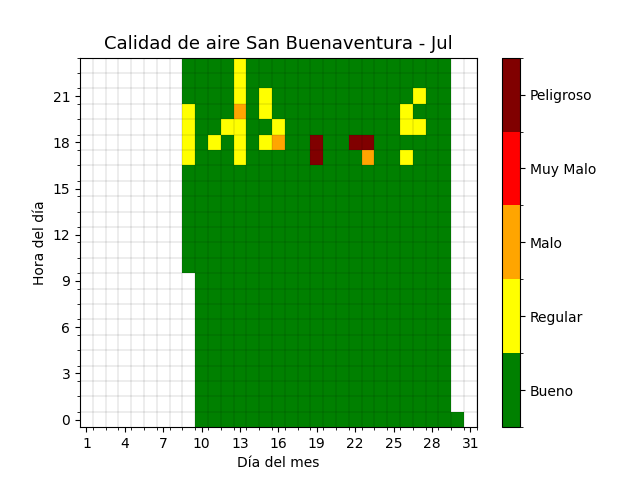 Calidad de aire San Buenaventura - Jul
Hora del día
21
18
15
12
9
6
3
0
1 4 7 10 13 16 19 22 25 28 31
Día del mes
Peligroso
Muy Malo
Malo
Regular
Bueno